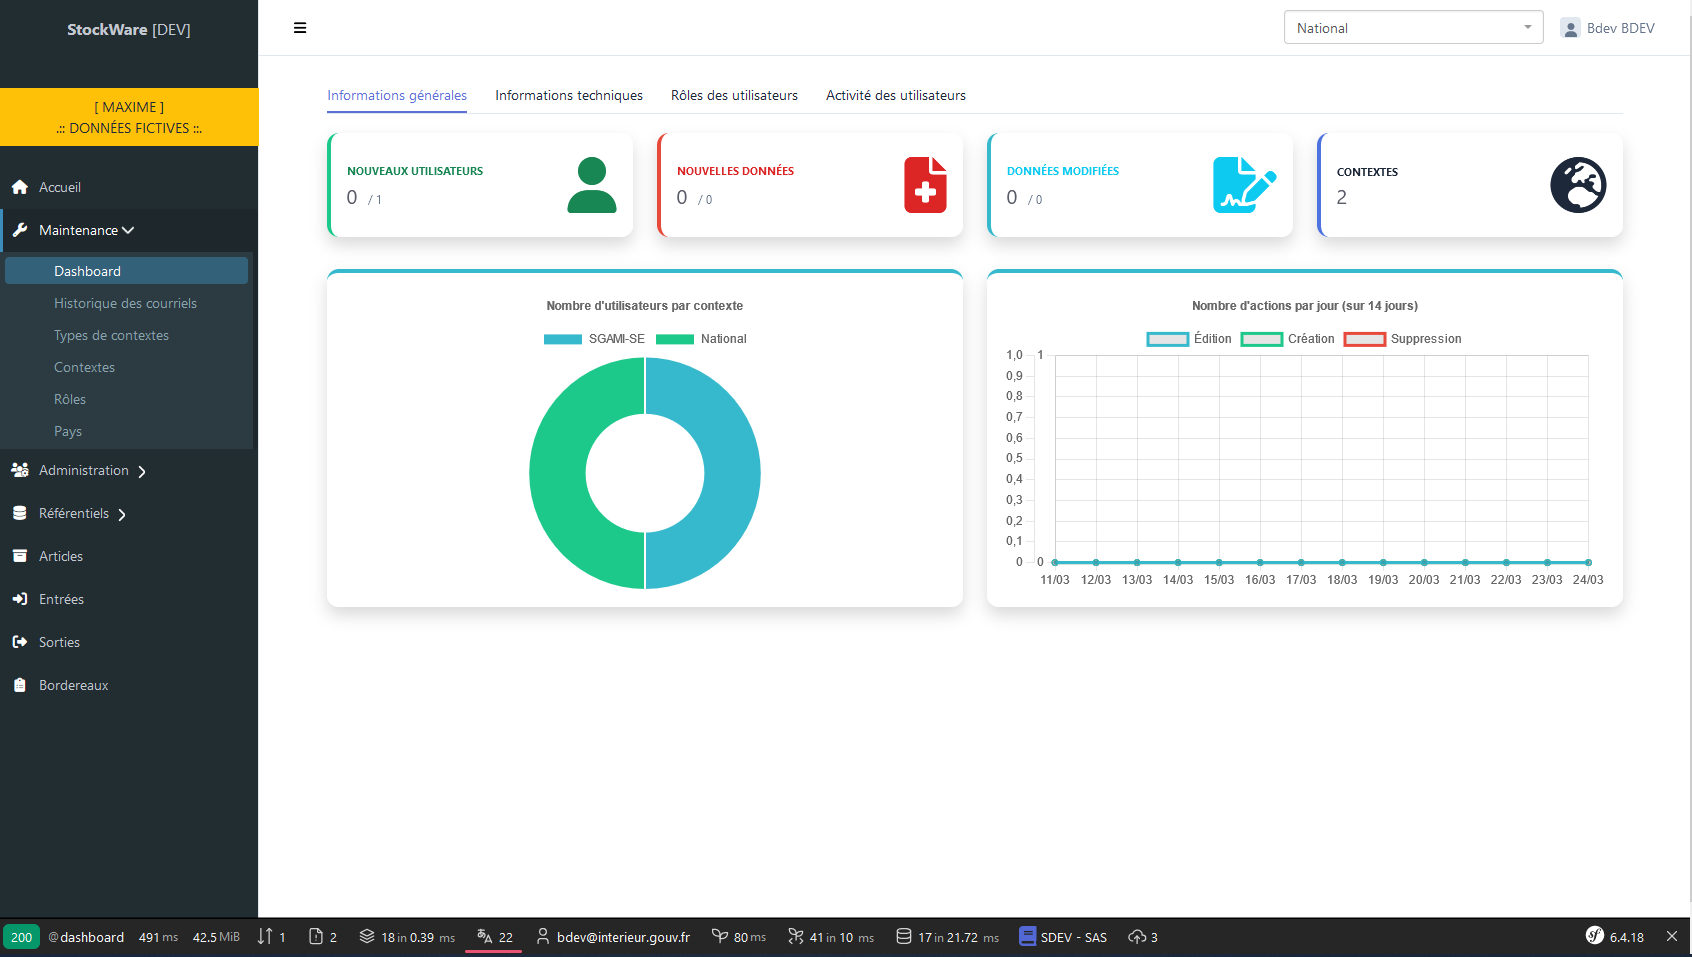 StockWare [DEV]
National
Bdev BDEV
[ MAXIME ]
.:: DONNÉES FICTIVES ::.
Accueil
Maintenance
Dashboard
Historique des courriels
Types de contextes
Contextes
Rôles
Pays
Administration
Référentiels
Articles
Entrées
Sorties
Bordereaux
Informations générales
Informations techniques
Rôles des utilisateurs
Activité des utilisateurs
NOUVEAUX UTILISATEURS
0 / 1
NOUVELLES DONNÉES
0 / 0
DONNÉES MODIFIÉES
0 / 0
CONTEXTES
2
Nombre d'utilisateurs par contexte
SGAMI-SE National
Nombre d'actions par jour (sur 14 jours)
Édition Création Suppression
1,0 1
0,9
0,8
0,7
0,6
0,5
0,4
0,3
0,2
0,1
0 0
11/03 12/03 13/03 14/03 15/03 16/03 17/03 18/03 19/03 20/03 21/03 22/03 23/03 24/03
200 @dashboard 491 ms 42.5 MiB 1 2 18 in 0.39 ms 22 bdev@interieur.gouv.fr 80 ms 41 in 10 ms 17 in 21.72 ms SDEV - SAS 3 sf 6.4.18